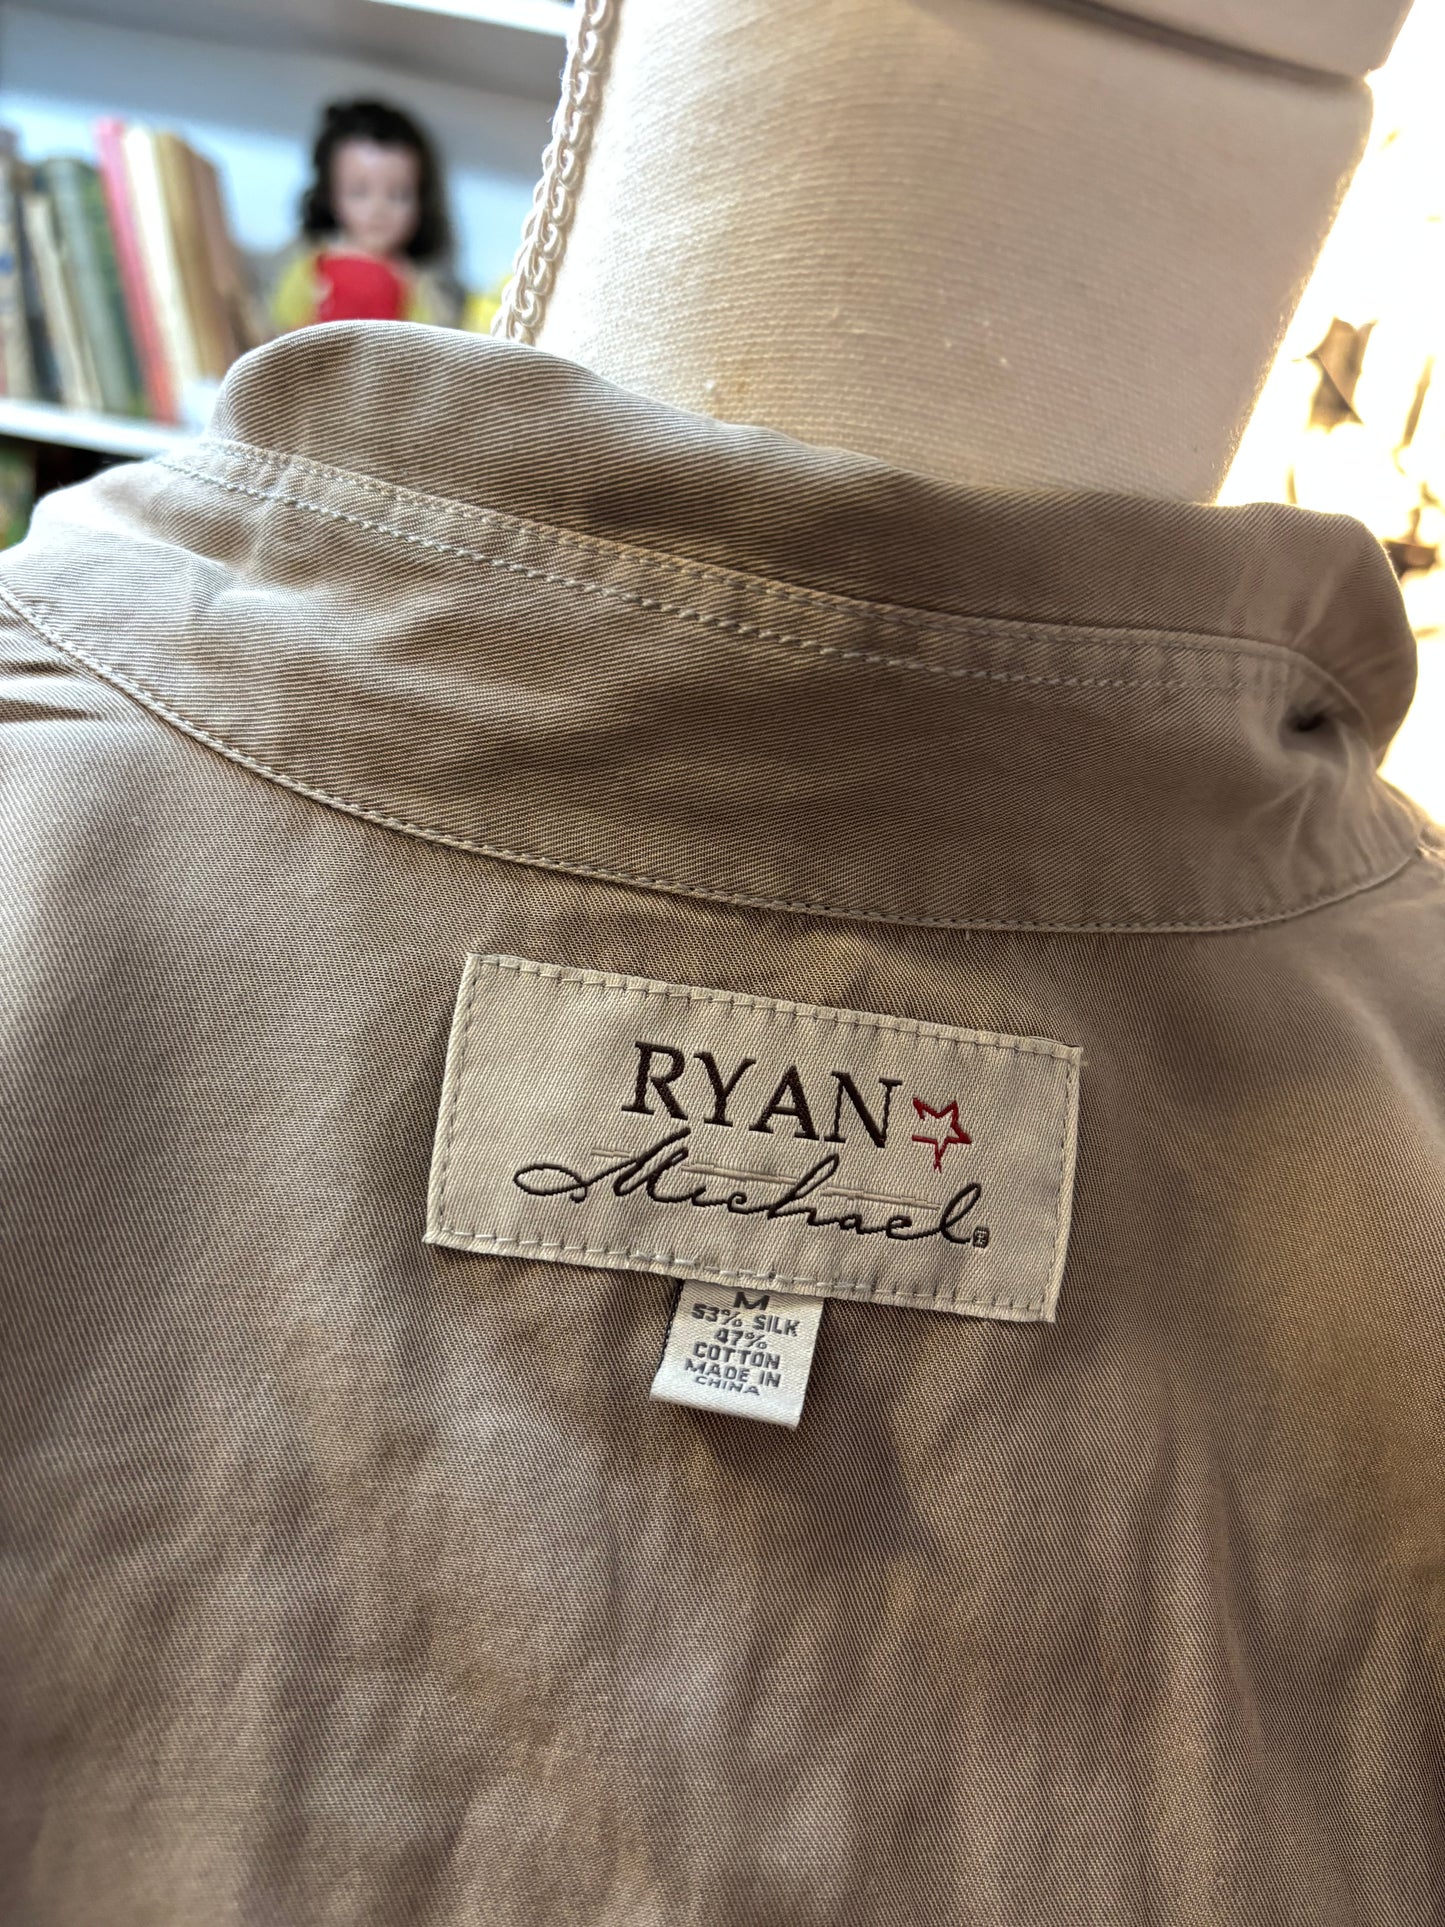 RYAN
Michael
M
53% SILK
47%
COTTON
MADE IN
CHINA